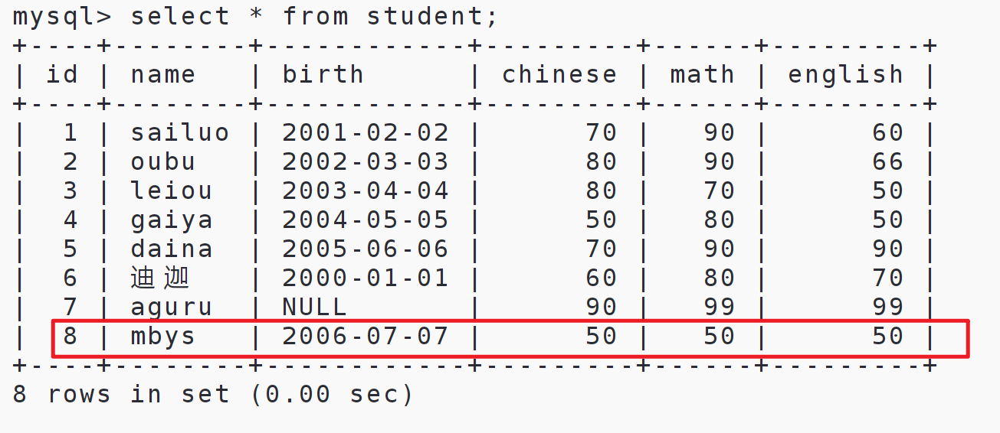 mysql> select * from student;
+----+--------+------------+---------+------+---------+
| id | name   | birth      | chinese | math | english |
+----+--------+------------+---------+------+---------+
|  1 | sailuo | 2001-02-02 |      70 |   90 |      60 |
|  2 | oubu   | 2002-03-03 |      80 |   90 |      66 |
|  3 | leiou  | 2003-04-04 |      80 |   70 |      50 |
|  4 | gaiya  | 2004-05-05 |      50 |   80 |      50 |
|  5 | daina  | 2005-06-06 |      70 |   90 |      90 |
|  6 | 迪迦   | 2000-01-01 |      60 |   80 |      70 |
|  7 | aguru  | NULL       |      90 |   99 |      99 |
|  8 | mbys   | 2006-07-07 |      50 |   50 |      50 |
+----+--------+------------+---------+------+---------+
8 rows in set (0.00 sec)